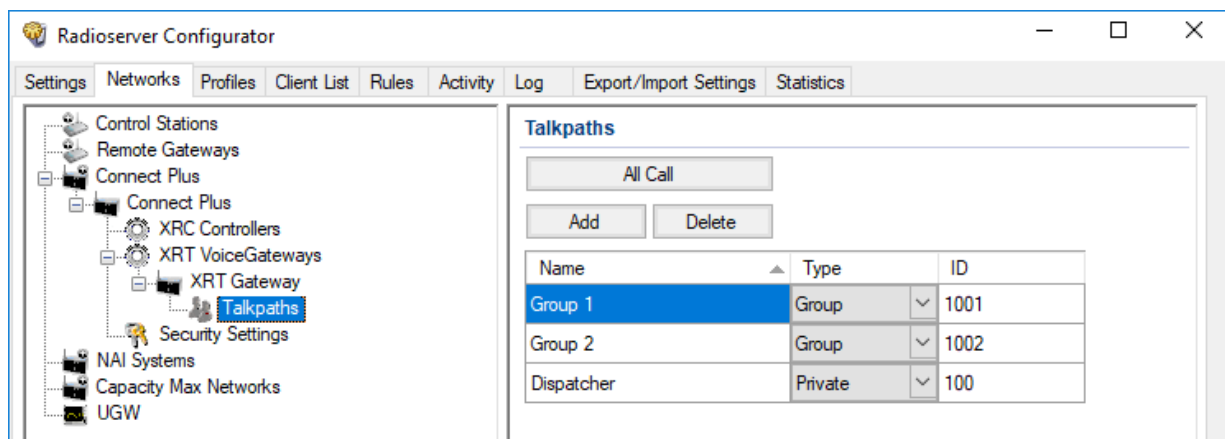 Radioserver Configurator
Settings Networks Profiles Client List Rules Activity Log Export/Import Settings Statistics
Control Stations
Remote Gateways
Connect Plus
Connect Plus
XRC Controllers
XRT VoiceGateways
XRT Gateway
Talkpaths
Security Settings
NAI Systems
Capacity Max Networks
UGW
Talkpaths
All Call
Add Delete
Name Type ID
Group 1 Group 1001
Group 2 Group 1002
Dispatcher Private 100